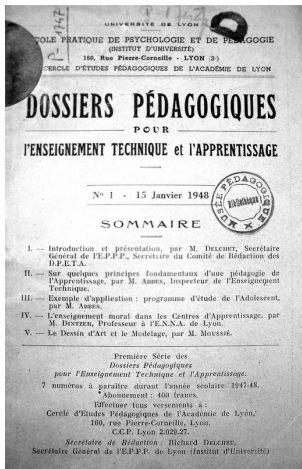 UNIVERSITÉ DE LYON
ÉCOLE PRATIQUE DE PSYCHOLOGIE ET DE PÉDAGOGIE
(INSTITUT D'UNIVERSITÉ)
160, Rue Pierre-Corneille - LYON (3e)
CERCLE D'ÉTUDES PÉDAGOGIQUES DE L'ACADÉMIE DE LYON
DOSSIERS PÉDAGOGIQUES
POUR
l'ENSEIGNEMENT TECHNIQUE et l'APPRENTISSAGE
No 1 - 15 Janvier 1948
MUSÉE PÉDAGOGIQUE
Bibliothèque
SOMMAIRE
I. — Introduction et présentation, par M. DELCHET, Secrétaire
Général de l'E.P.P.P., Secrétaire du Comité de Rédaction des
D.P.E.T.A.
II. — Sur quelques principes fondamentaux d'une pédagogie de
l'Apprentissage, par M. ABBES, Inspecteur de l'Enseignement
Technique.
III. — Exemple d'application : programme d'étude de l'Adolescent,
par M. ABBES.
IV. — L'enseignement moral dans les Centres d'Apprentissage, par
M. DINTZER, Professeur à l'E.N.N.A. de Lyon.
V. — Le Dessin d'Art et le Modelage, par M. MOUSSIÉ.
Première Série des
Dossiers Pédagogiques
pour l'Enseignement Technique et l'Apprentissage.
7 numéros à paraître durant l'année scolaire 1947-48.
Abonnement : 400 francs.
Effectuer tous versements à :
Cercle d'Etudes Pédagogiques de l'Académie de Lyon,
160, rue Pierre-Corneille, Lyon.
C.C.P. Lyon 2.029.27.
Secrétaire de Rédaction : Richard DELCHET,
Secrétaire Général de l'E.P.P.P. de Lyon (Institut d'Université)